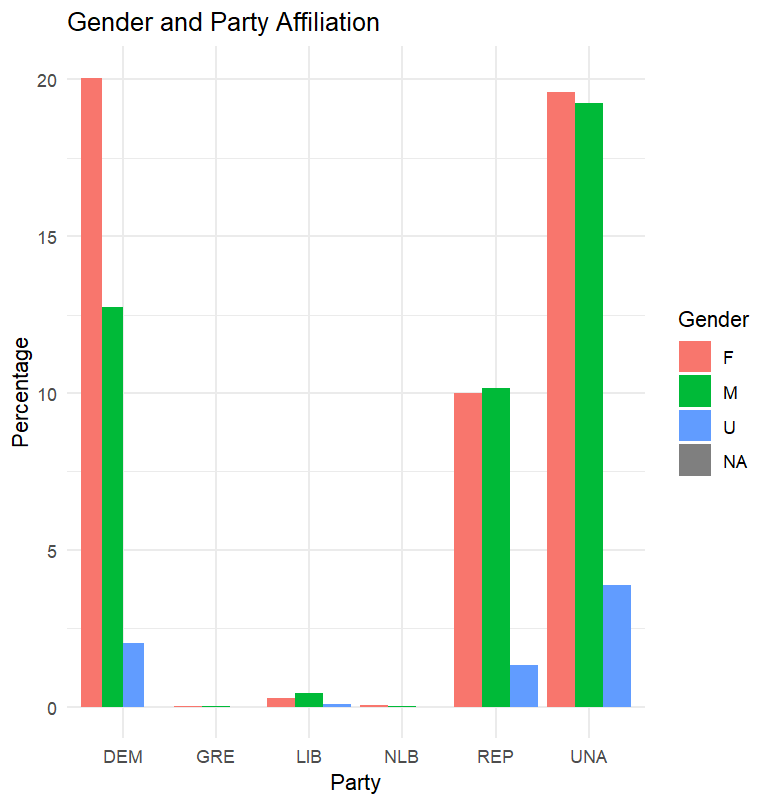 Gender and Party Affiliation
Percentage
20
15
10
5
0
DEM GRE LIB NLB REP UNA
Party
Gender
F
M
U
NA